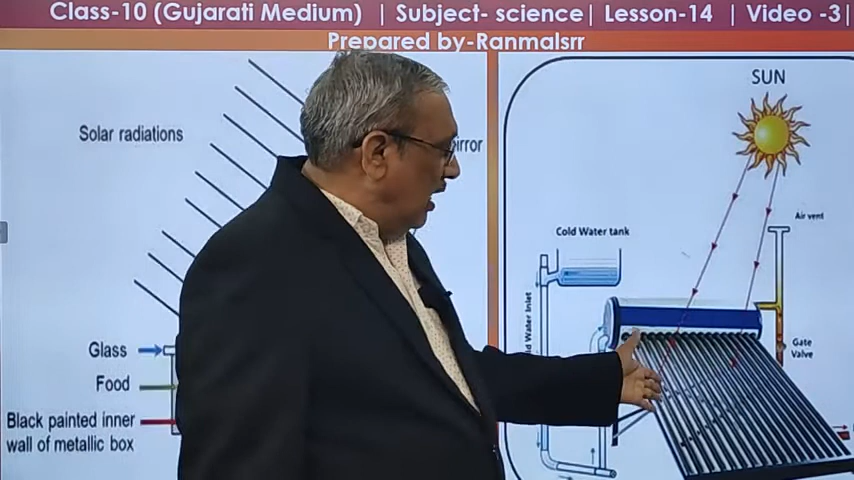 Class-10 (Gujarati Medium) | Subject- science| Lesson-14 | Video -3|
Prepared by-Ranmalsrr
Solar radiations
Glass
Food
Black painted inner
wall of metallic box
SUN
Air vent
Cold Water tank
Water Inlet
Gate
Valve